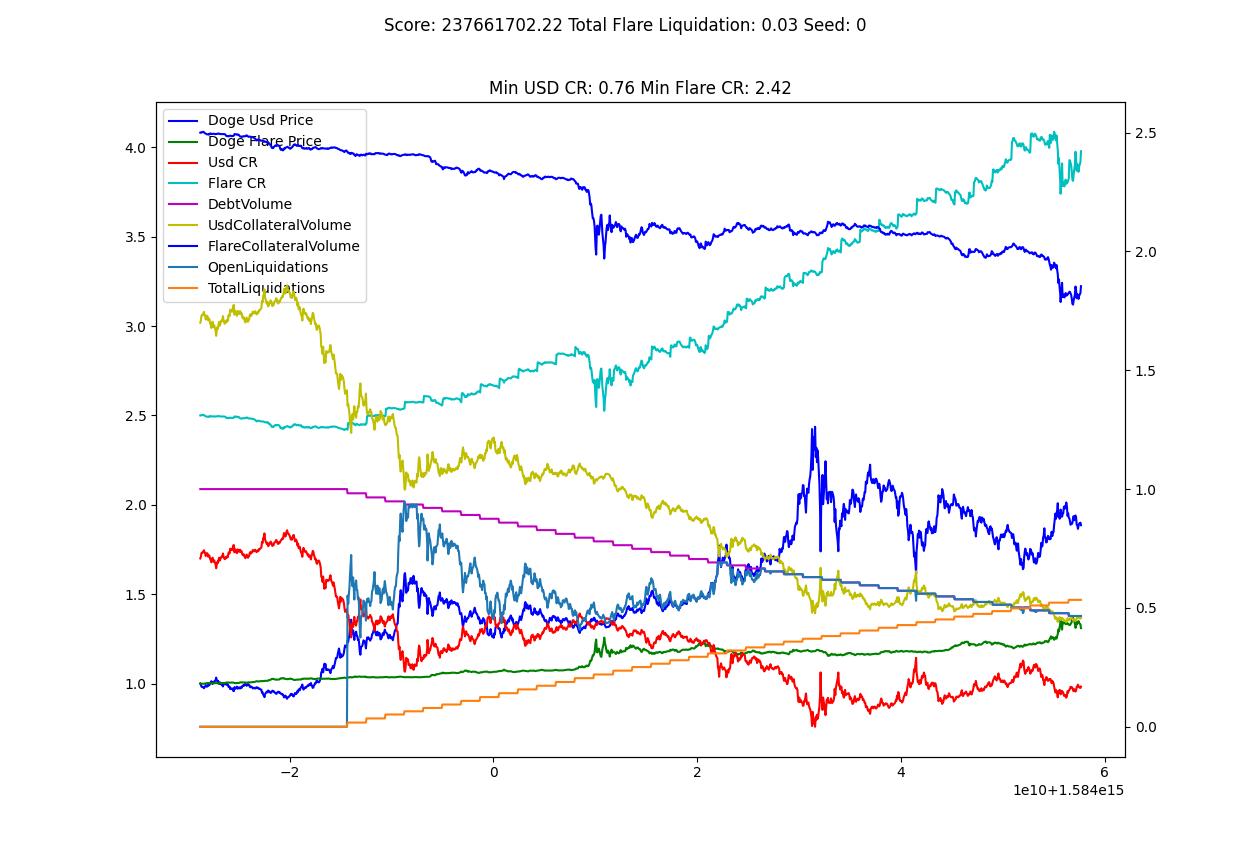 Score: 237661702.22 Total Flare Liquidation: 0.03 Seed: 0
Min USD CR: 0.76 Min Flare CR: 2.42
Doge Usd Price
Doge Flare Price
Usd CR
Flare CR
DebtVolume
UsdCollateralVolume
FlareCollateralVolume
OpenLiquidations
TotalLiquidations
4.0
3.5
3.0
2.5
2.0
1.5
1.0
2.5
2.0
1.5
1.0
0.5
0.0
−2
0
2
4
6
1e10+1.584e15